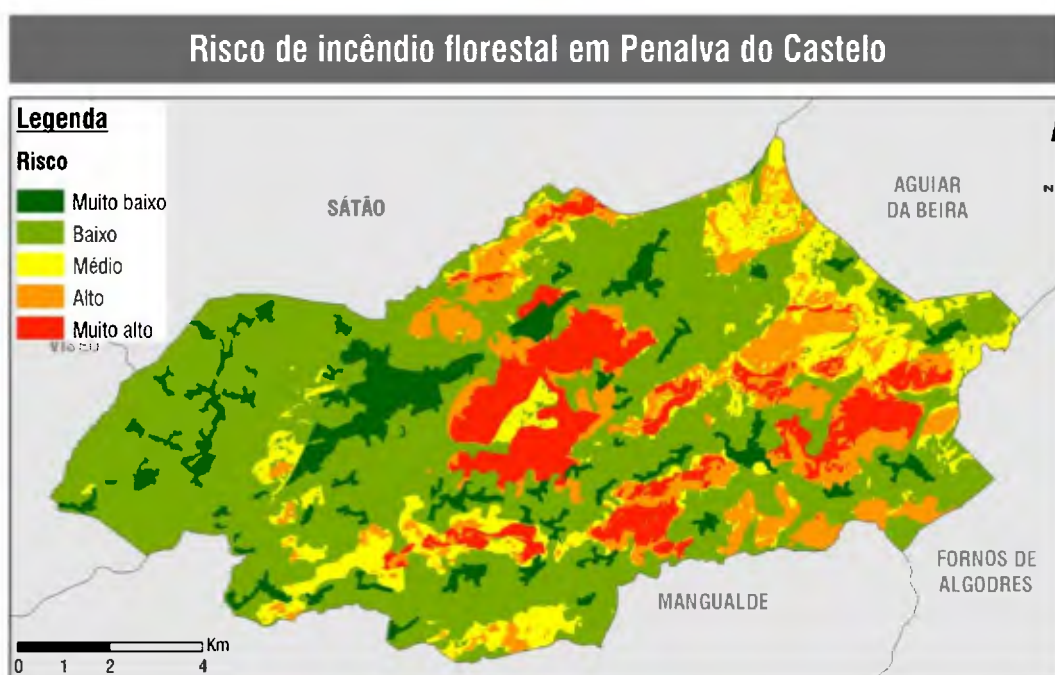 Risco de incêndio florestal em Penalva do Castelo
Legenda
Risco
Muito baixo
Baixo
Médio
Alto
Muito alto
SÁTÃO
AGUIAR
DA BEIRA
N
MANGUALDE
FORNOS DE
ALGODRES
Km
0 1 2 4